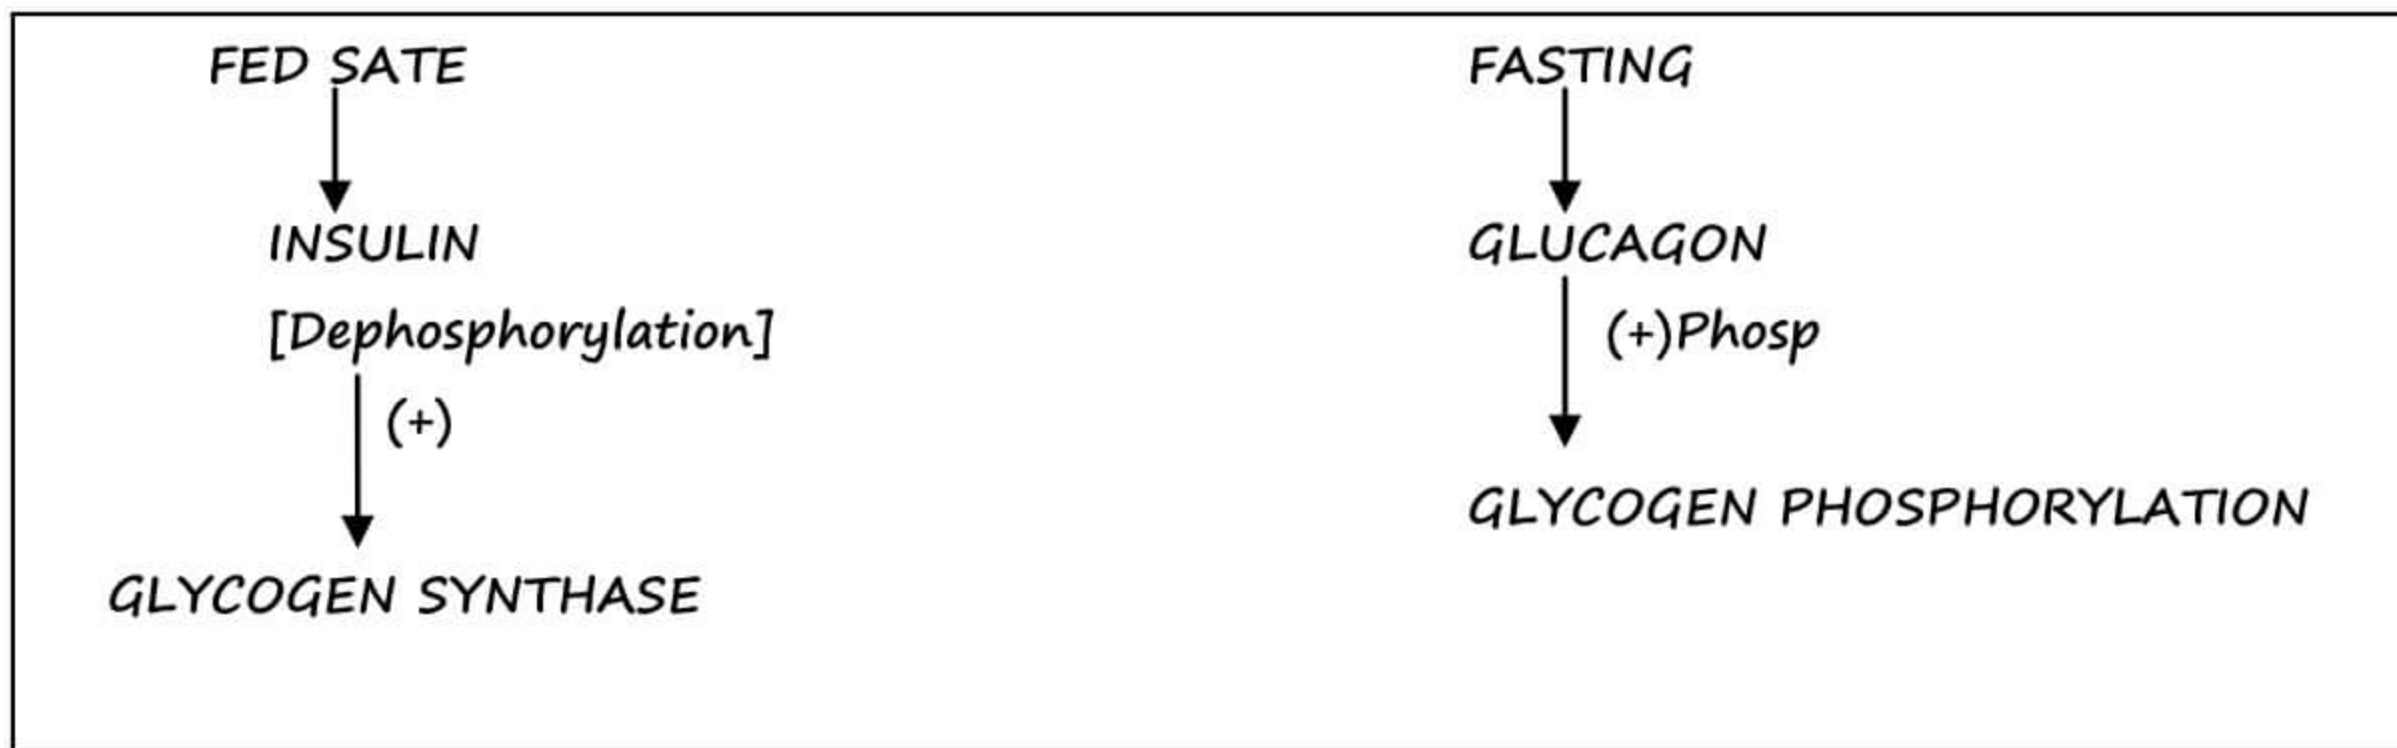 FED SATE
INSULIN
[Dephosphorylation]
(+)
GLYCOGEN SYNTHASE
FASTING
GLUCAGON
(+)Phosp
GLYCOGEN PHOSPHORYLATION